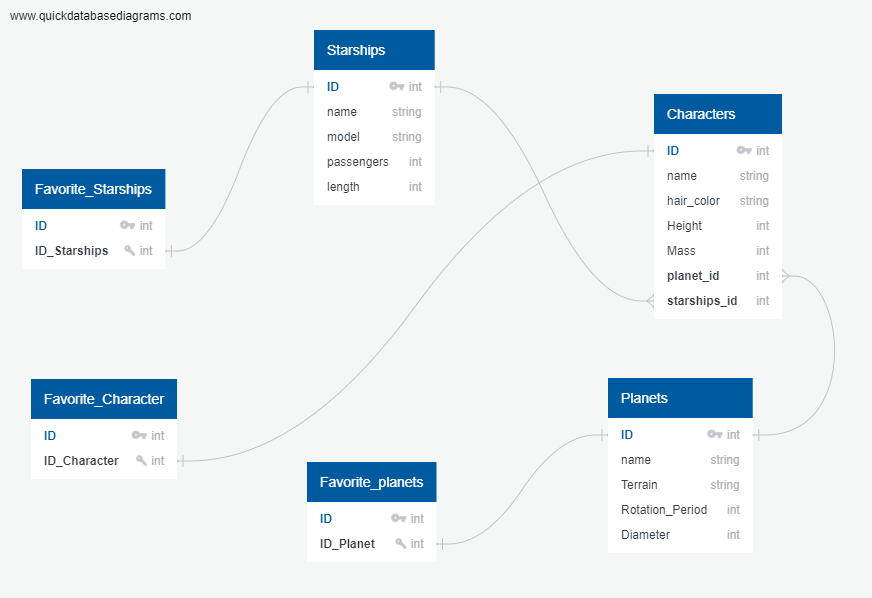 www.quickdatabasediagrams.com
Starships
ID int
name string
model string
passengers int
length int
Characters
ID int
name string
hair_color string
Height int
Mass int
planet_id int
starships_id int
Favorite_Starships
ID int
ID_Starships int
Favorite_Character
ID int
ID_Character int
Planets
ID int
name string
Terrain string
Rotation_Period int
Diameter int
Favorite_planets
ID int
ID_Planet int